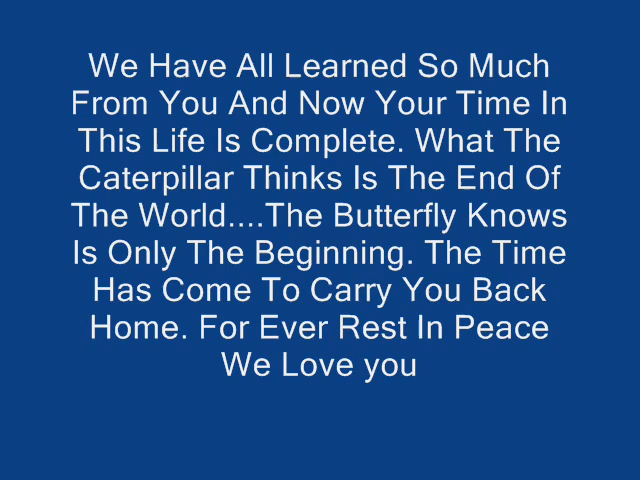 We Have All Learned So Much
From You And Now Your Time In
This Life Is Complete. What The
Caterpillar Thinks Is The End Of
The World....The Butterfly Knows
Is Only The Beginning. The Time
Has Come To Carry You Back
Home. For Ever Rest In Peace
We Love you